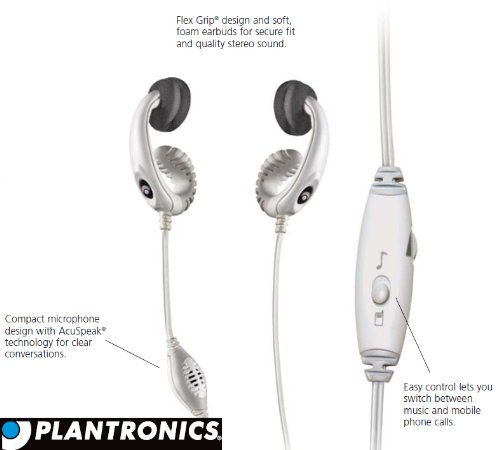 Flex Grip® design and soft,
foam earbuds for secure fit
and quality stereo sound.
Compact microphone
design with AcuSpeak®
technology for clear
conversations.
Easy control lets you
switch between
music and mobile
phone calls.
PLANTRONICS®